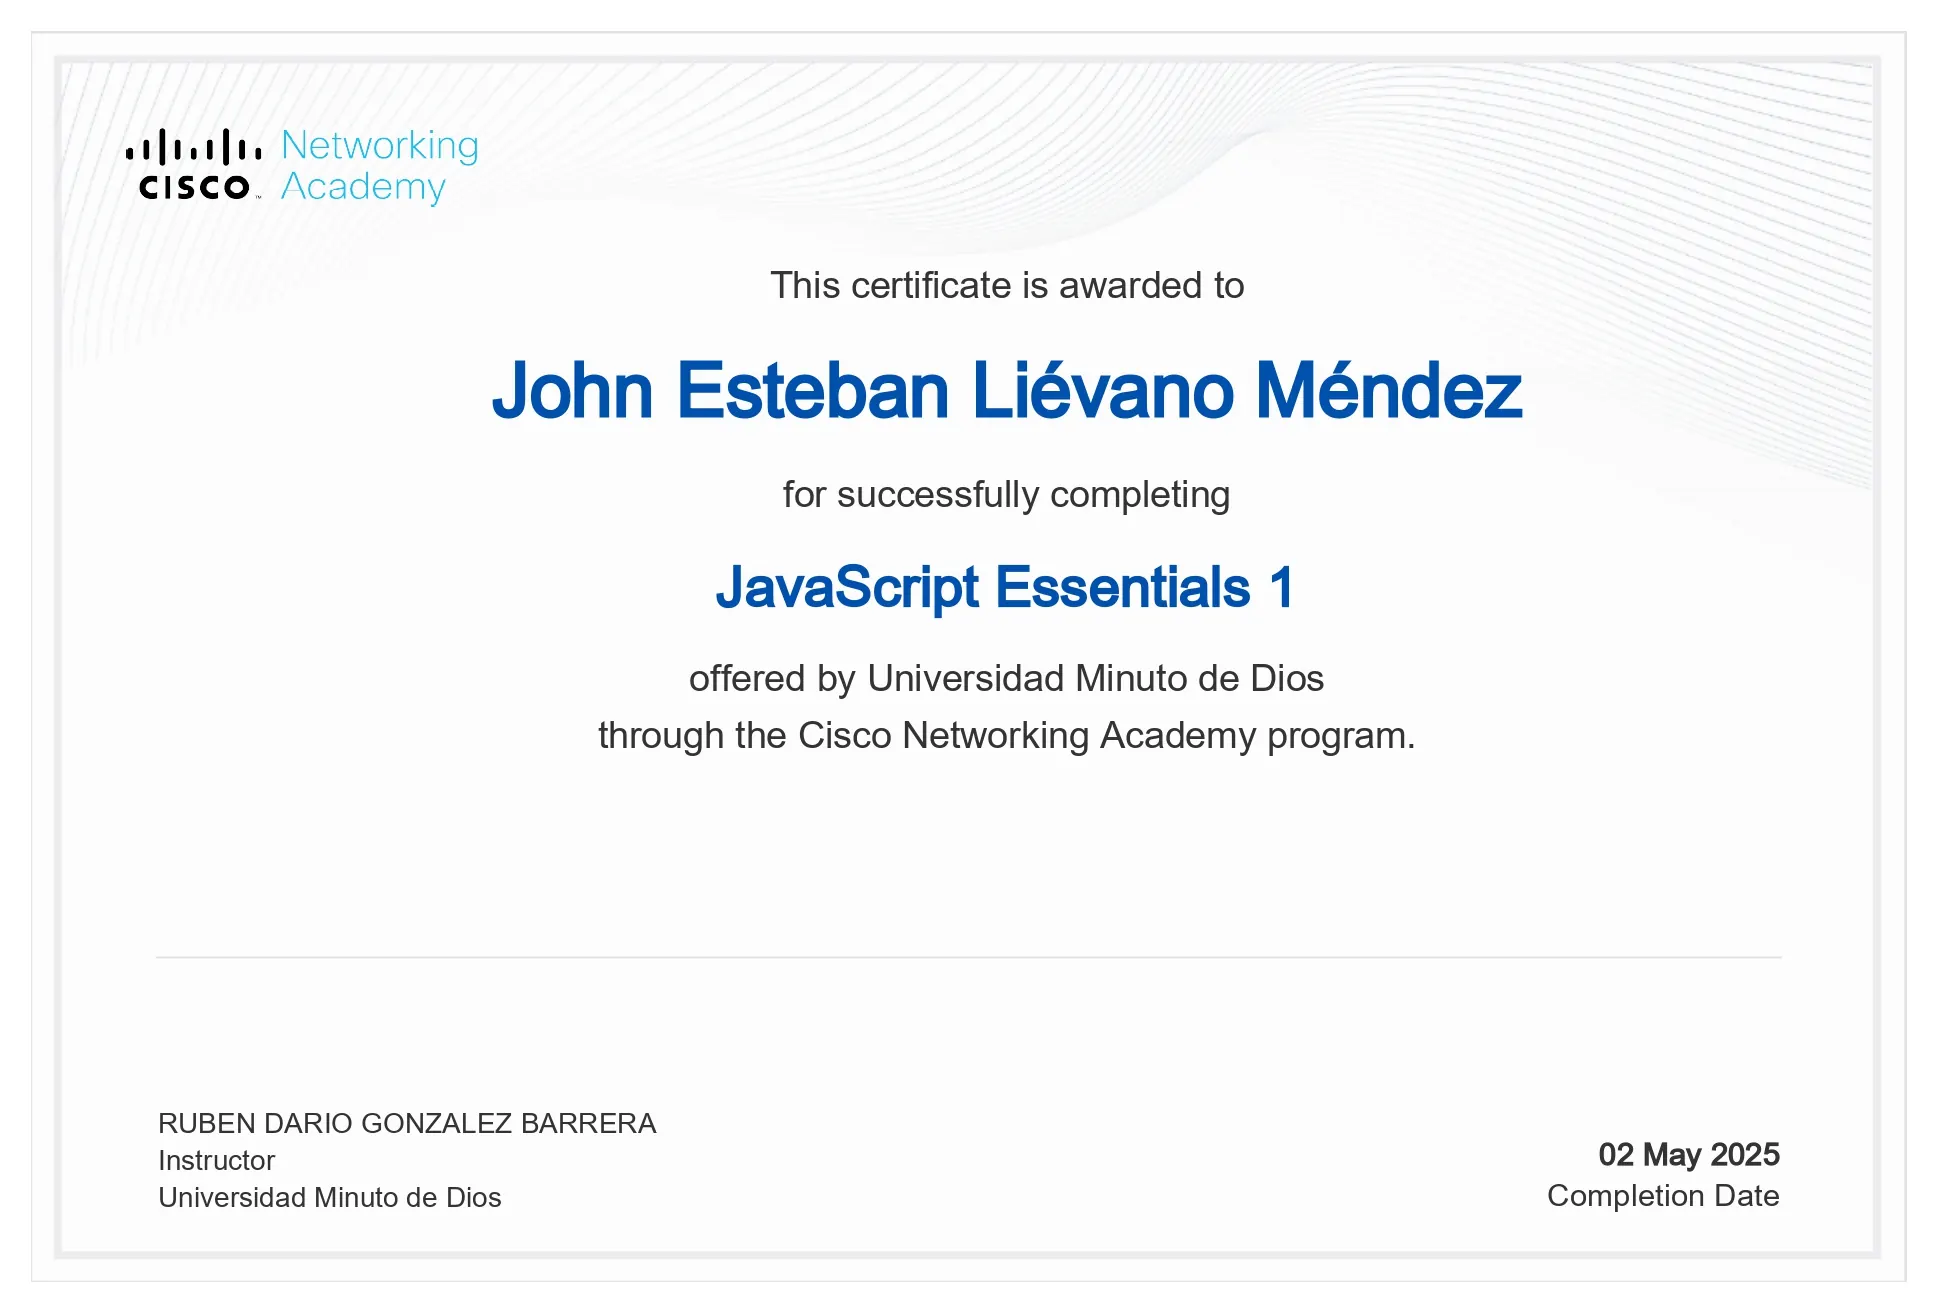 Networking
Academy
CISCO™
This certificate is awarded to
John Esteban Liévano Méndez
for successfully completing
JavaScript Essentials 1
offered by Universidad Minuto de Dios
through the Cisco Networking Academy program.
RUBEN DARIO GONZALEZ BARRERA
Instructor
Universidad Minuto de Dios
02 May 2025
Completion Date